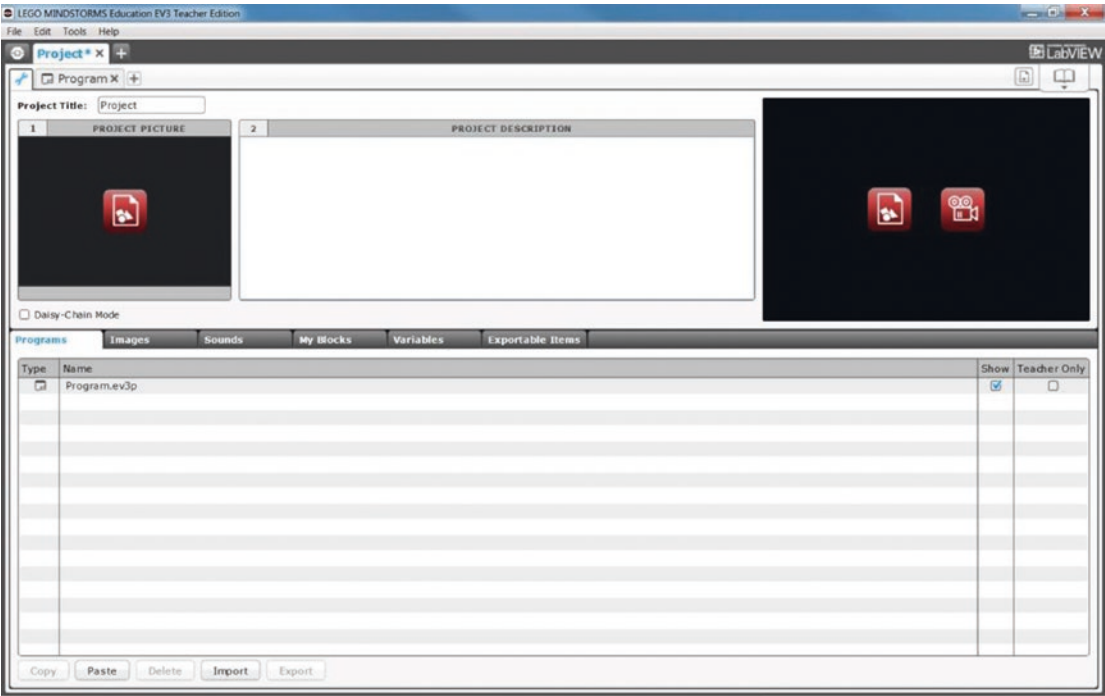 LEGO MINDSTORMS Education EV3 Teacher Edition
File Edit Tools Help
Project* × +
LabVIEW
Program × +
Project Title: Project
1 PROJECT PICTURE
2 PROJECT DESCRIPTION
Daisy-Chain Mode
Programs Images Sounds My Blocks Variables Exportable Items
Type Name Show Teacher Only
Program.ev3p
Copy Paste Delete Import Export